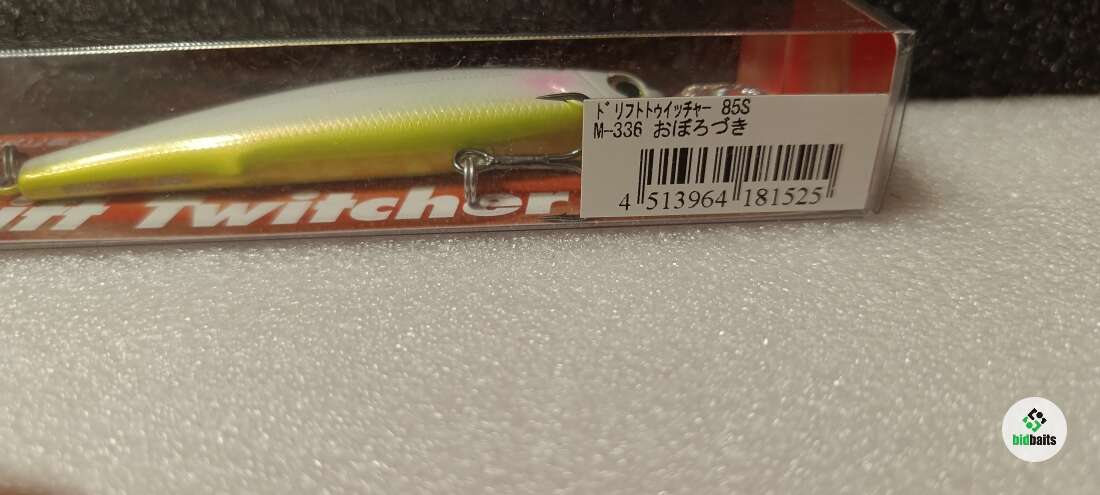 ﾄﾞﾘﾌﾄﾄｩｲｯﾁｬｰ 85S
M-336 おぼろづき
4 513964 181525
Twitcher
bidbaits